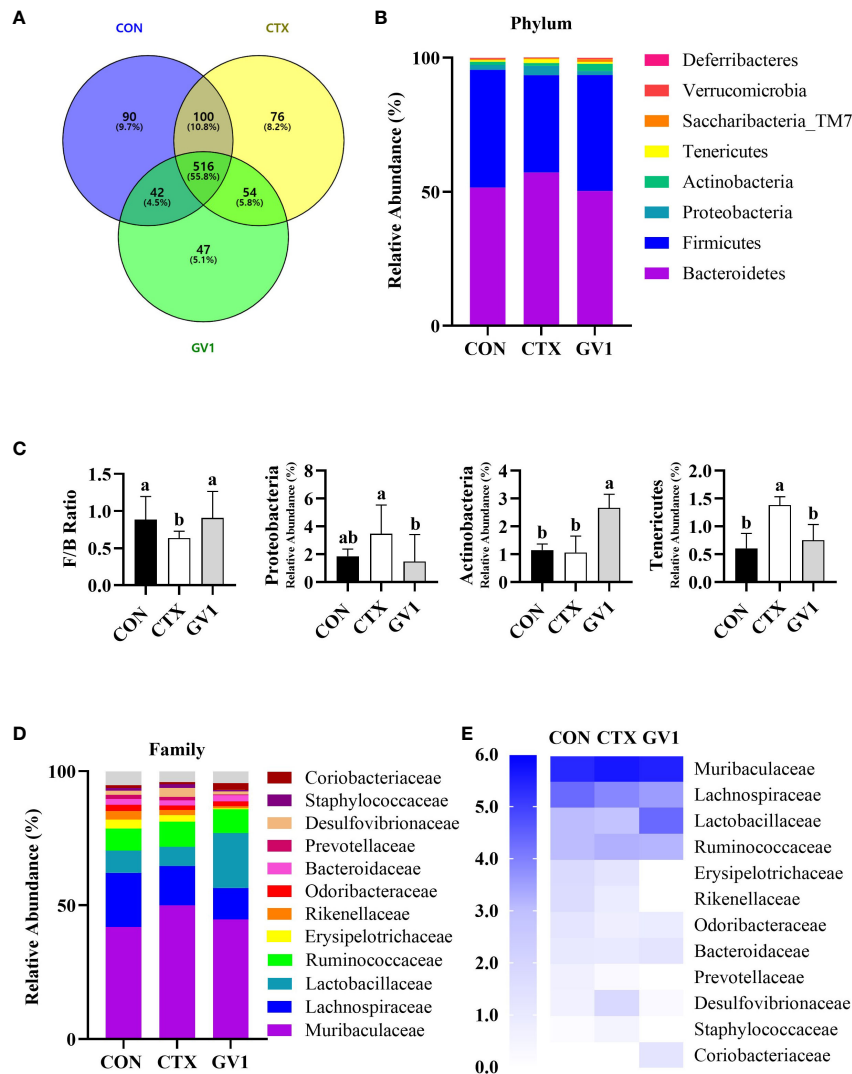 A
CON
CTX
90
(9.7%)
100
(10.8%)
76
(8.2%)
516
(55.8%)
42
(4.5%)
54
(5.8%)
47
(5.1%)
GV1
B
Phylum
Relative Abundance (%)
100
50
0
CON CTX GV1
Deferribacteres
Verrucomicrobia
Saccharibacteria_TM7
Tenericutes
Actinobacteria
Proteobacteria
Firmicutes
Bacteroidetes
C
F/B Ratio
1.5
1.0
0.5
0.0
a
b
a
CON
CTX
GV1
Proteobacteria
Relative Abundance (%)
8
6
4
2
0
ab
a
b
CON
CTX
GV1
Actinobacteria
Relative Abundance (%)
4
3
2
1
0
b
b
a
CON
CTX
GV1
Tenericutes
Relative Abundance (%)
2.0
1.5
1.0
0.5
0.0
b
a
b
CON
CTX
GV1
D
Family
Relative Abundance (%)
100
50
0
CON CTX GV1
Coriobacteriaceae
Staphylococcaceae
Desulfovibrionaceae
Prevotellaceae
Bacteroidaceae
Odoribacteraceae
Rikenellaceae
Erysipelotrichaceae
Ruminococcaceae
Lactobacillaceae
Lachnospiraceae
Muribaculaceae
E
CON CTX GV1
6.0
5.0
4.0
3.0
2.0
1.0
0.0
Muribaculaceae
Lachnospiraceae
Lactobacillaceae
Ruminococcaceae
Erysipelotrichaceae
Rikenellaceae
Odoribacteraceae
Bacteroidaceae
Prevotellaceae
Desulfovibrionaceae
Staphylococcaceae
Coriobacteriaceae